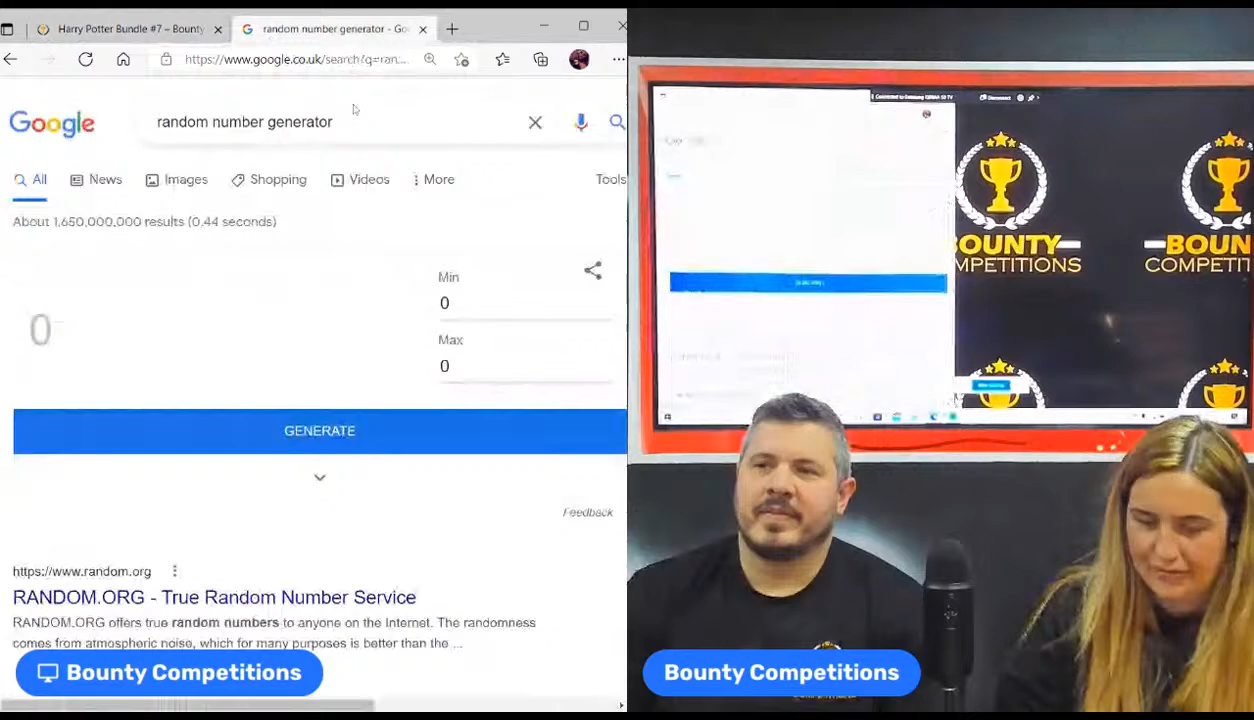 Harry Potter Bundle #7 – Bounty
random number generator - Go
https://www.google.co.uk/search?q=ran...
Google
random number generator
All
News
Images
Shopping
Videos
More
Tools
About 1,650,000,000 results (0.44 seconds)
0
Min
0
Max
0
GENERATE
Feedback
https://www.random.org
RANDOM.ORG - True Random Number Service
RANDOM.ORG offers true random numbers to anyone on the Internet. The randomness
comes from atmospheric noise, which for many purposes is better than the ...
Bounty Competitions
BOUNTY
MPETITIONS
BOUN
COMPETIT
Bounty Competitions